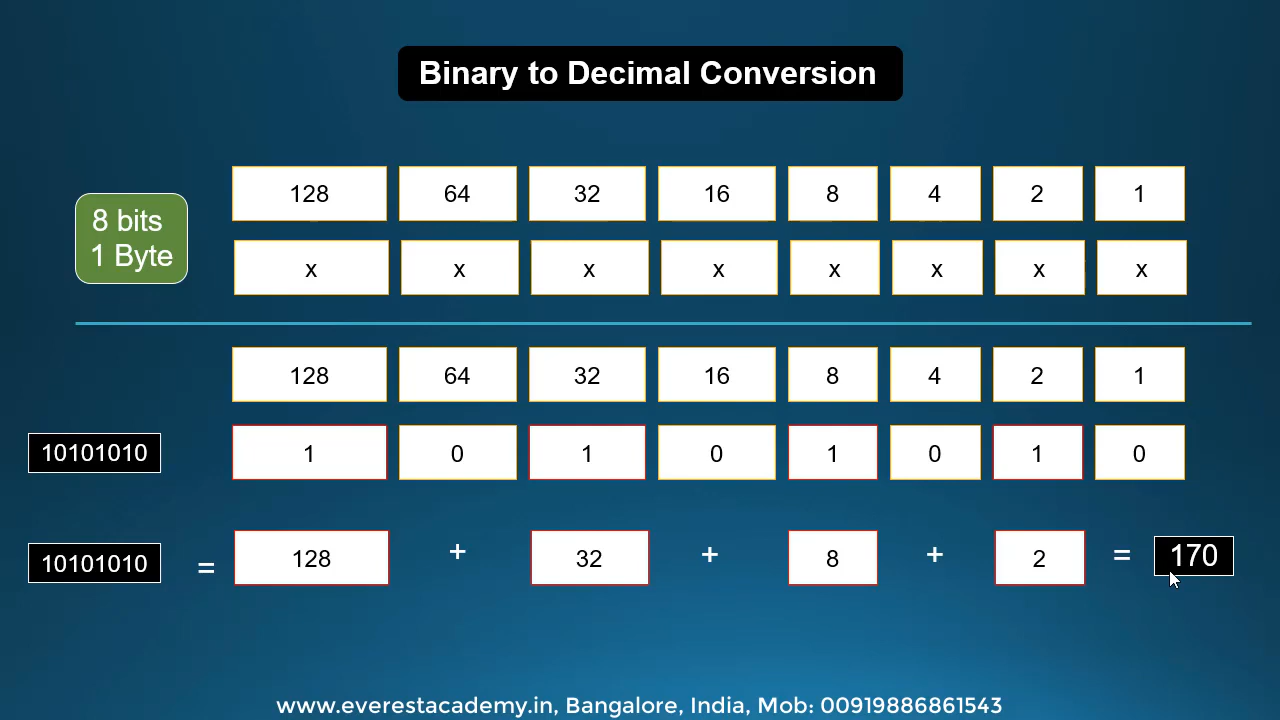 Binary to Decimal Conversion
128 64 32 16 8 4 2 1
8 bits
1 Byte
x x x x x x x x
128 64 32 16 8 4 2 1
10101010 1 0 1 0 1 0 1 0
10101010 = 128 + 32 + 8 + 2 = 170
www.everestacademy.in, Bangalore, India, Mob: 00919886861543